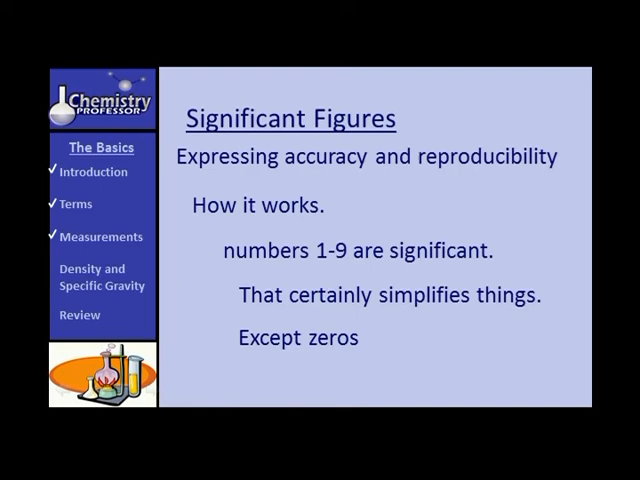 Chemistry
PROFESSOR
The Basics
Introduction
Terms
Measurements
Density and
Specific Gravity
Review
Significant Figures
Expressing accuracy and reproducibility
How it works.
numbers 1-9 are significant.
That certainly simplifies things.
Except zeros